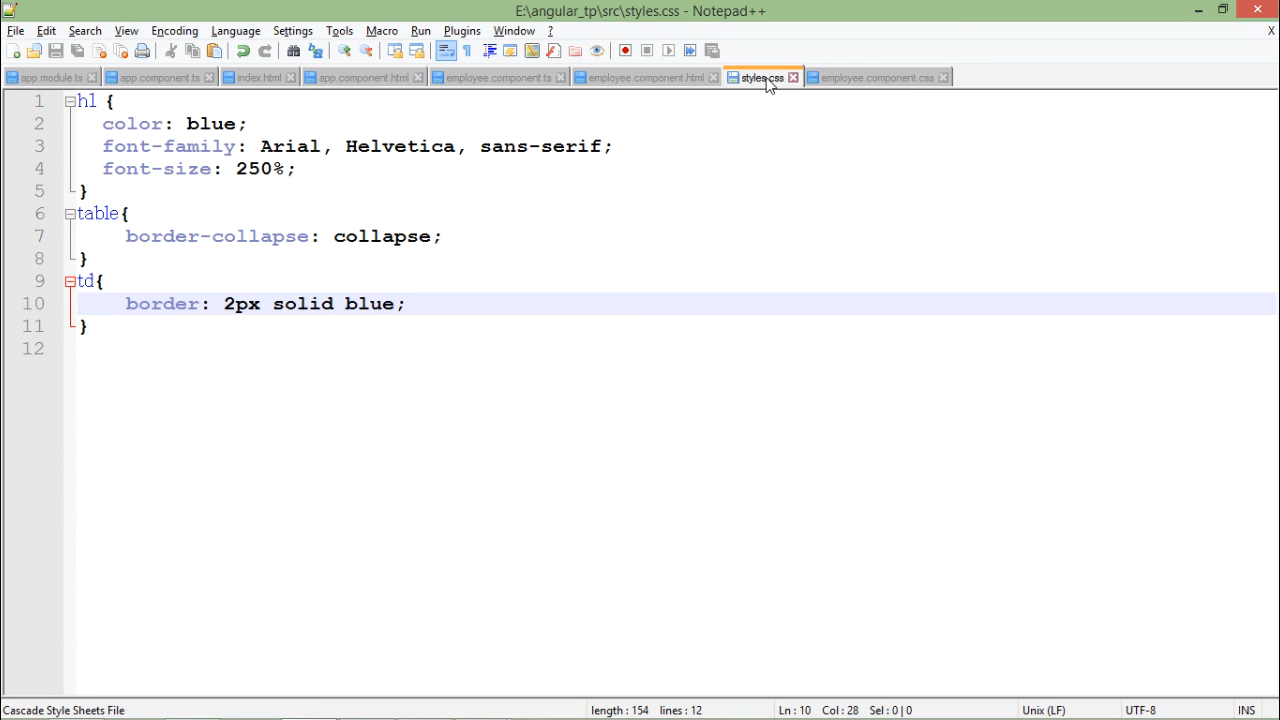 E:\angular_tp\src\styles.css - Notepad++
File Edit Search View Encoding Language Settings Tools Macro Run Plugins Window ? X
app.module.ts app.component.ts index.html app.component.html employee.component.ts employee.component.html styles.css employee.component.css
1 h1 {
2 color: blue;
3 font-family: Arial, Helvetica, sans-serif;
4 font-size: 250%;
5 }
6 table{
7 border-collapse: collapse;
8 }
9 td{
10 border: 2px solid blue;
11 }
12
Cascade Style Sheets File length : 154 lines : 12 Ln : 10 Col : 28 Sel : 0 | 0 Unix (LF) UTF-8 INS